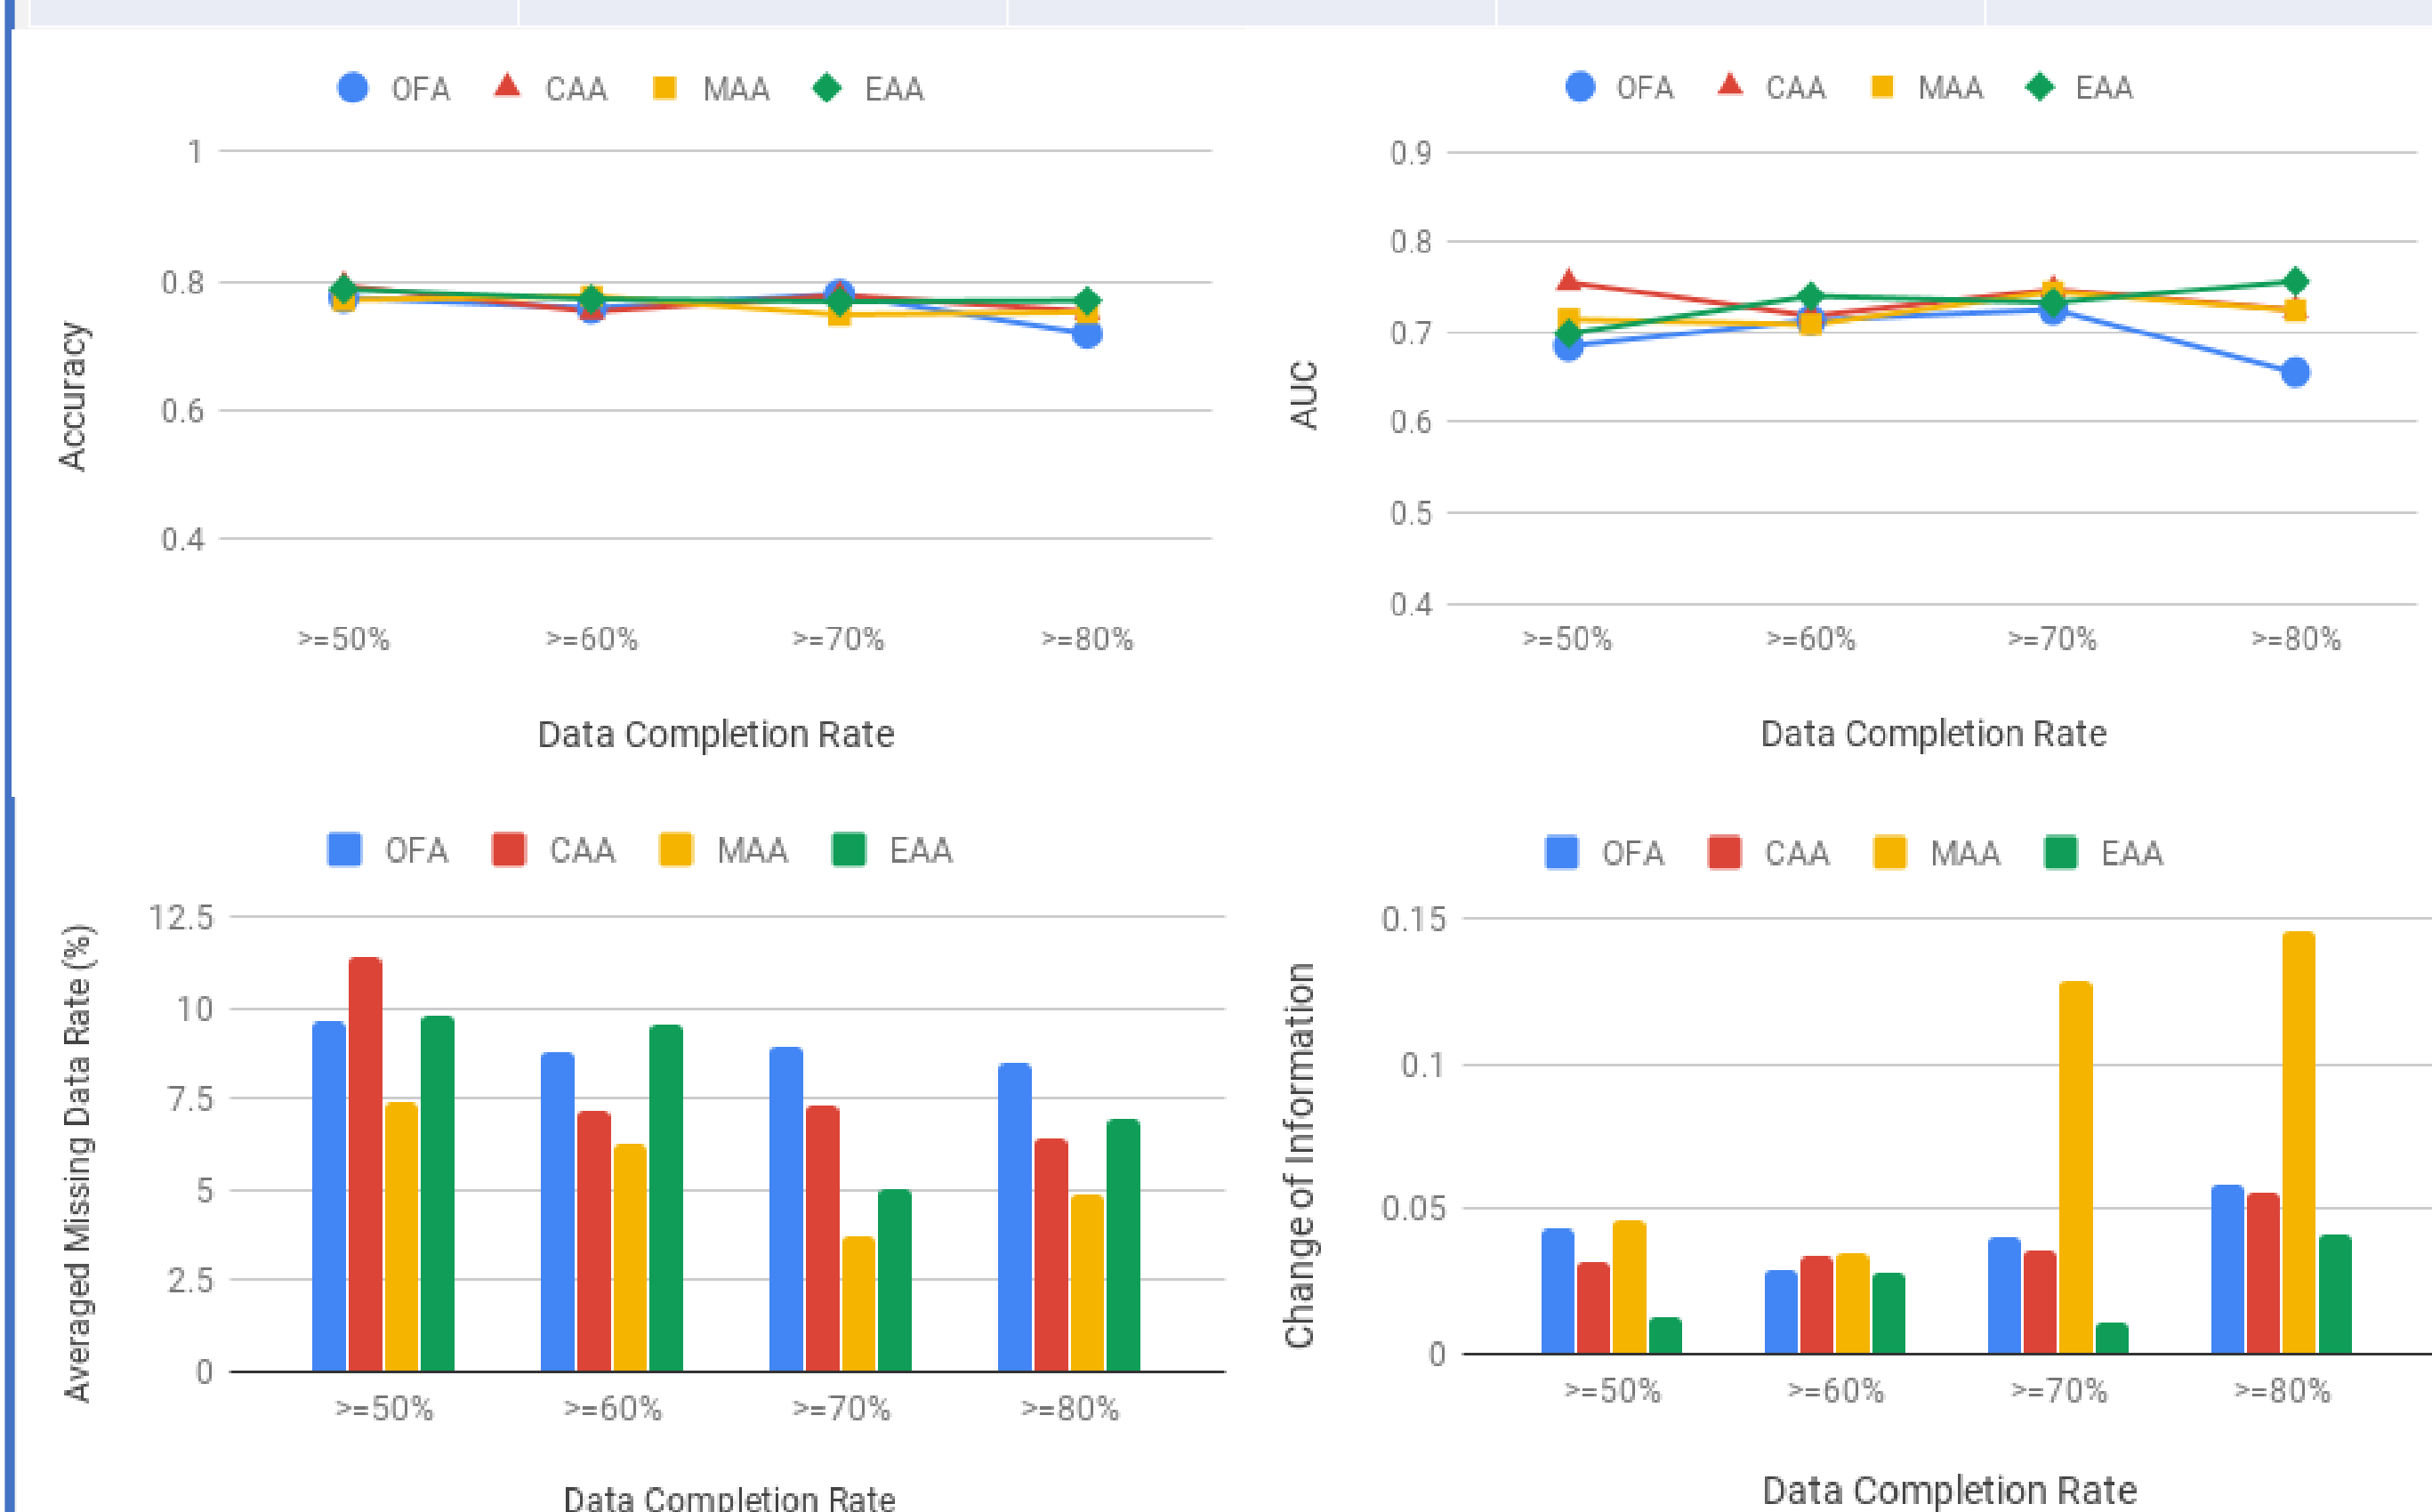 OFA CAA MAA EAA
1
0.8
0.6
0.4
Accuracy
>=50% >=60% >=70% >=80%
Data Completion Rate
OFA CAA MAA EAA
0.9
0.8
0.7
0.6
0.5
0.4
AUC
>=50% >=60% >=70% >=80%
Data Completion Rate
OFA CAA MAA EAA
12.5
10
7.5
5
2.5
0
Averaged Missing Data Rate (%)
>=50% >=60% >=70% >=80%
Data Completion Rate
OFA CAA MAA EAA
0.15
0.1
0.05
0
Change of Information
>=50% >=60% >=70% >=80%
Data Completion Rate